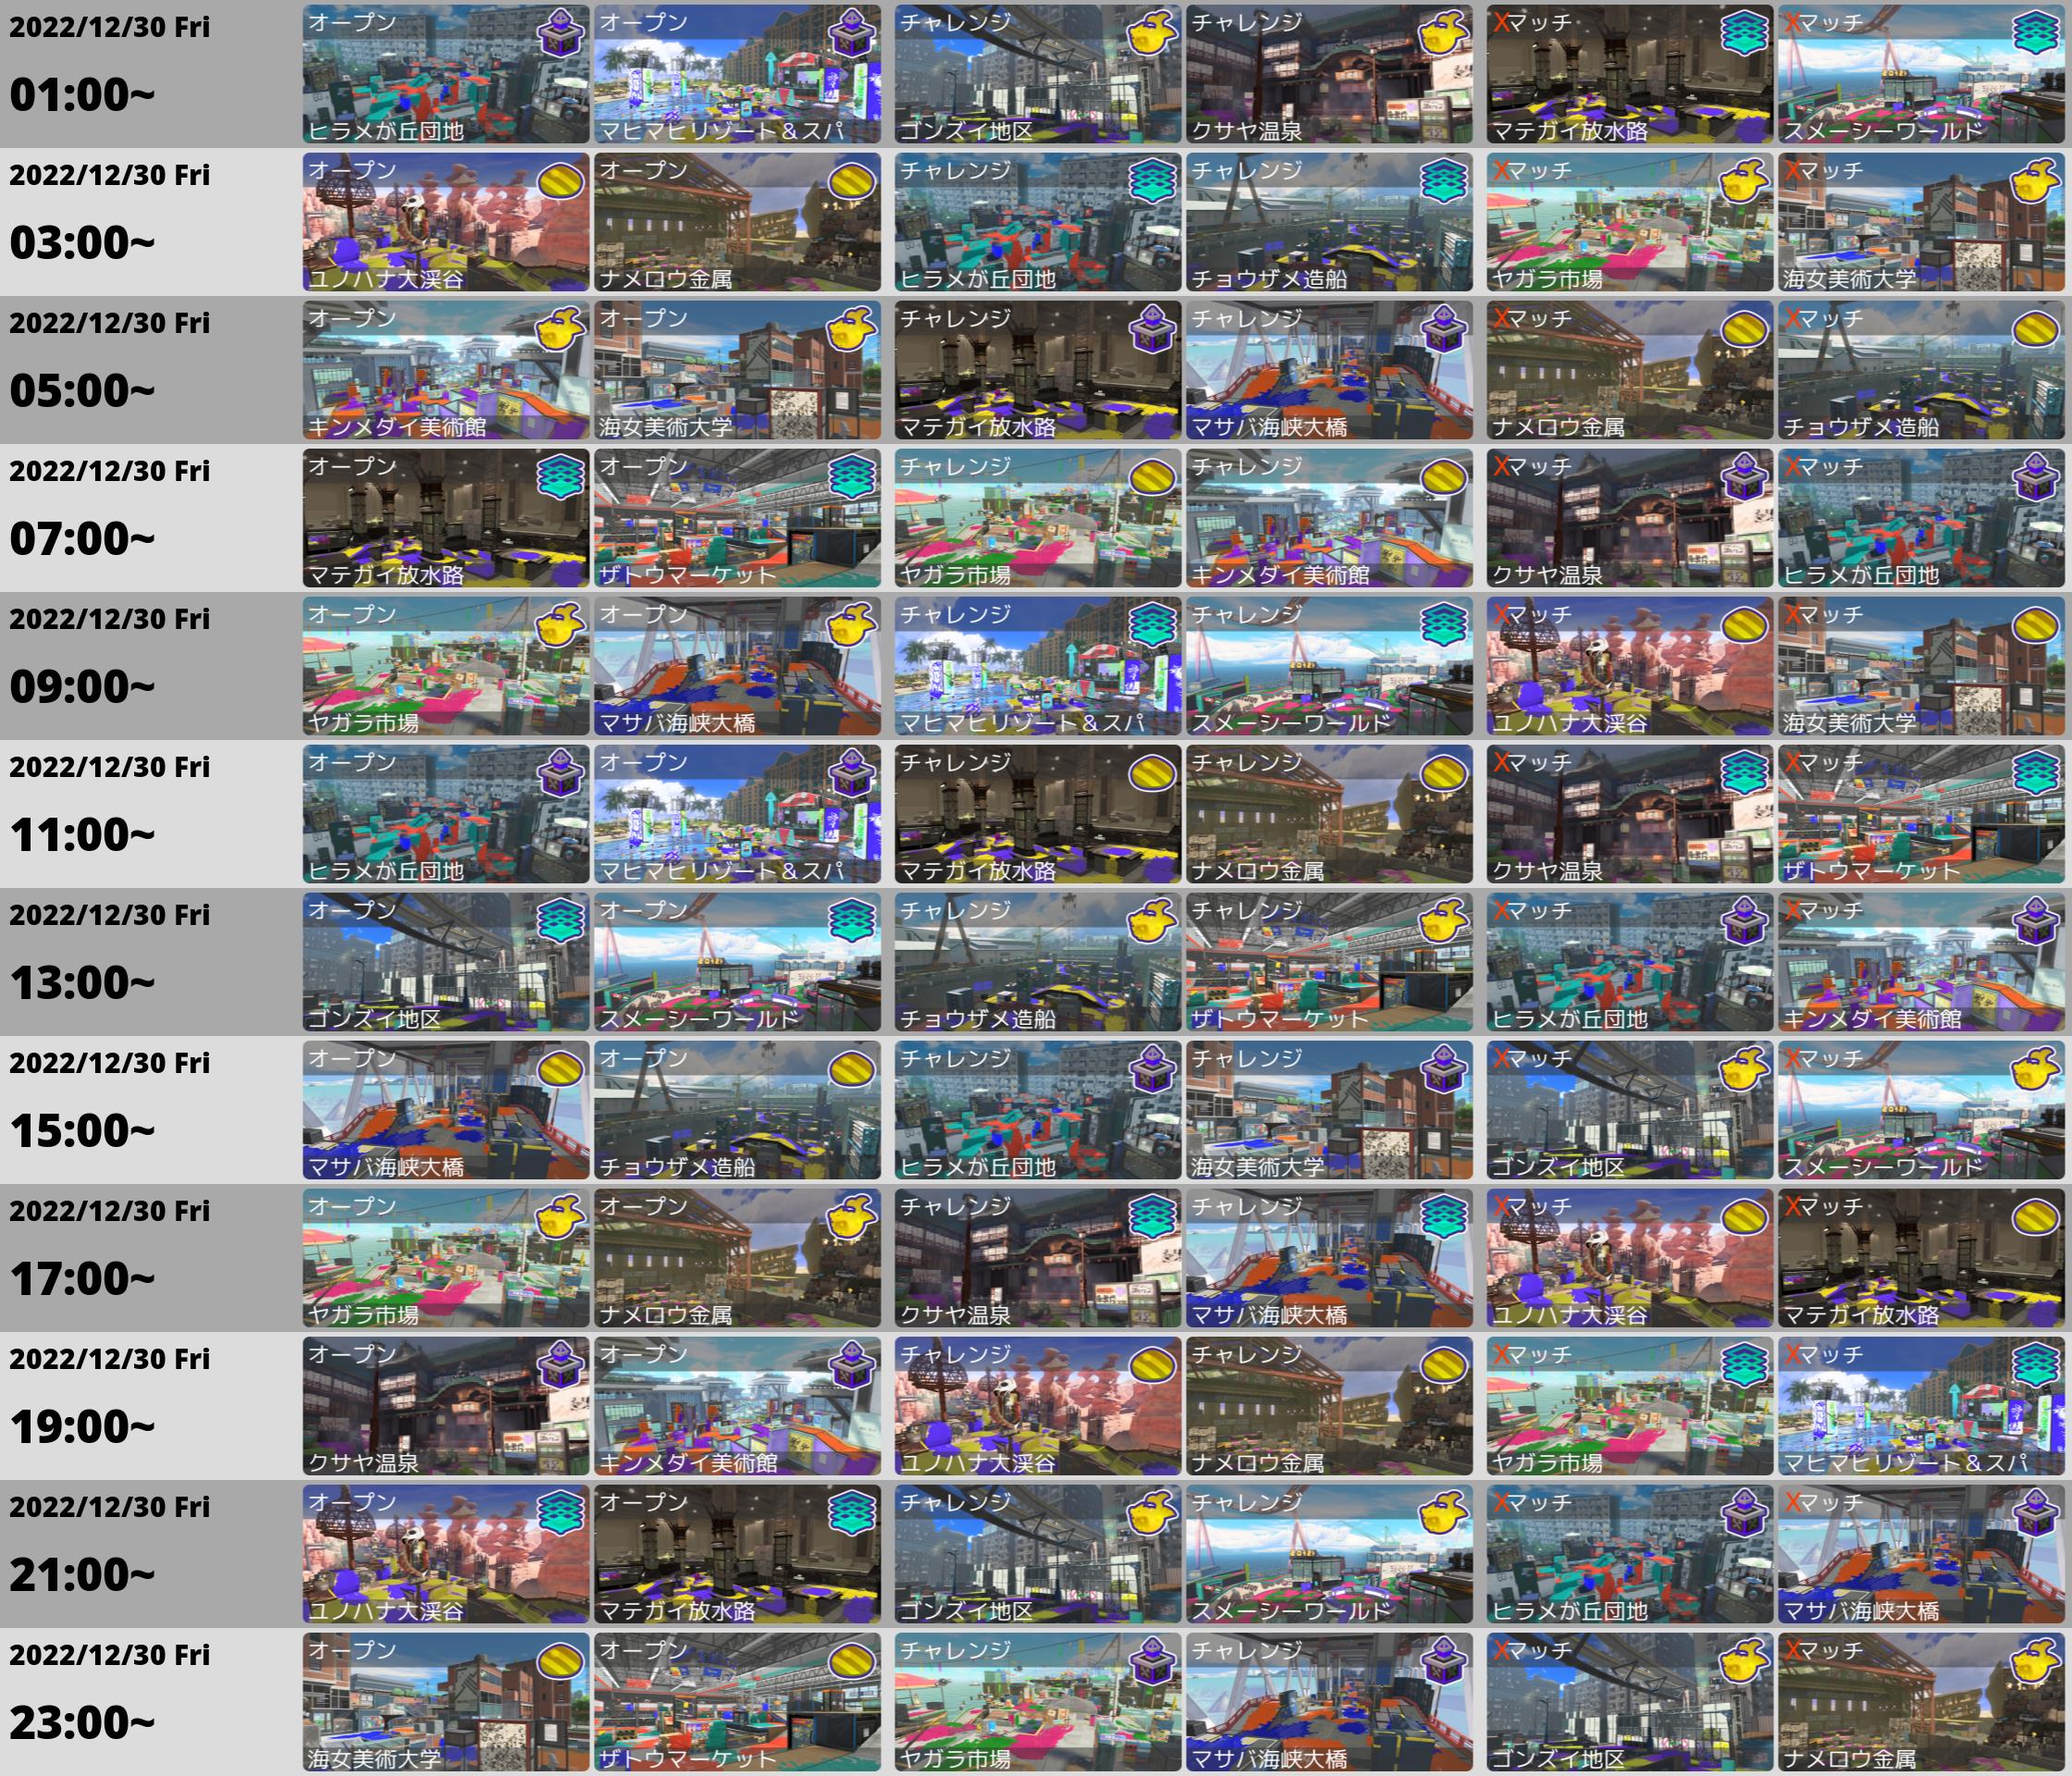 2022/12/30 Fri
01:00~
オープン オープン チャレンジ チャレンジ Xマッチ Xマッチ
ヒラメが丘団地 マヒマヒリゾート&スパ ゴンズイ地区 クサヤ温泉 マテガイ放水路 スメーシーワールド
2022/12/30 Fri
03:00~
オープン オープン チャレンジ チャレンジ Xマッチ Xマッチ
ユノハナ大渓谷 ナメロウ金属 ヒラメが丘団地 チョウザメ造船 ヤガラ市場 海女美術大学
2022/12/30 Fri
05:00~
オープン オープン チャレンジ チャレンジ Xマッチ Xマッチ
キンメダイ美術館 海女美術大学 マテガイ放水路 マサバ海峡大橋 ナメロウ金属 チョウザメ造船
2022/12/30 Fri
07:00~
オープン オープン チャレンジ チャレンジ Xマッチ Xマッチ
マテガイ放水路 ザトウマーケット ヤガラ市場 キンメダイ美術館 クサヤ温泉 ヒラメが丘団地
2022/12/30 Fri
09:00~
オープン オープン チャレンジ チャレンジ Xマッチ Xマッチ
ヤガラ市場 マサバ海峡大橋 マヒマヒリゾート&スパ スメーシーワールド ユノハナ大渓谷 海女美術大学
2022/12/30 Fri
11:00~
オープン オープン チャレンジ チャレンジ Xマッチ Xマッチ
ヒラメが丘団地 マヒマヒリゾート&スパ マテガイ放水路 ナメロウ金属 クサヤ温泉 ザトウマーケット
2022/12/30 Fri
13:00~
オープン オープン チャレンジ チャレンジ Xマッチ Xマッチ
ゴンズイ地区 スメーシーワールド チョウザメ造船 ザトウマーケット ヒラメが丘団地 キンメダイ美術館
2022/12/30 Fri
15:00~
オープン オープン チャレンジ チャレンジ Xマッチ Xマッチ
マサバ海峡大橋 チョウザメ造船 ヒラメが丘団地 海女美術大学 ゴンズイ地区 スメーシーワールド
2022/12/30 Fri
17:00~
オープン オープン チャレンジ チャレンジ Xマッチ Xマッチ
ヤガラ市場 ナメロウ金属 クサヤ温泉 マサバ海峡大橋 ユノハナ大渓谷 マテガイ放水路
2022/12/30 Fri
19:00~
オープン オープン チャレンジ チャレンジ Xマッチ Xマッチ
クサヤ温泉 キンメダイ美術館 ユノハナ大渓谷 ナメロウ金属 ヤガラ市場 マヒマヒリゾート&スパ
2022/12/30 Fri
21:00~
オープン オープン チャレンジ チャレンジ Xマッチ Xマッチ
ユノハナ大渓谷 マテガイ放水路 ゴンズイ地区 スメーシーワールド ヒラメが丘団地 マサバ海峡大橋
2022/12/30 Fri
23:00~
オープン オープン チャレンジ チャレンジ Xマッチ Xマッチ
海女美術大学 ザトウマーケット ヤガラ市場 マサバ海峡大橋 ゴンズイ地区 ナメロウ金属